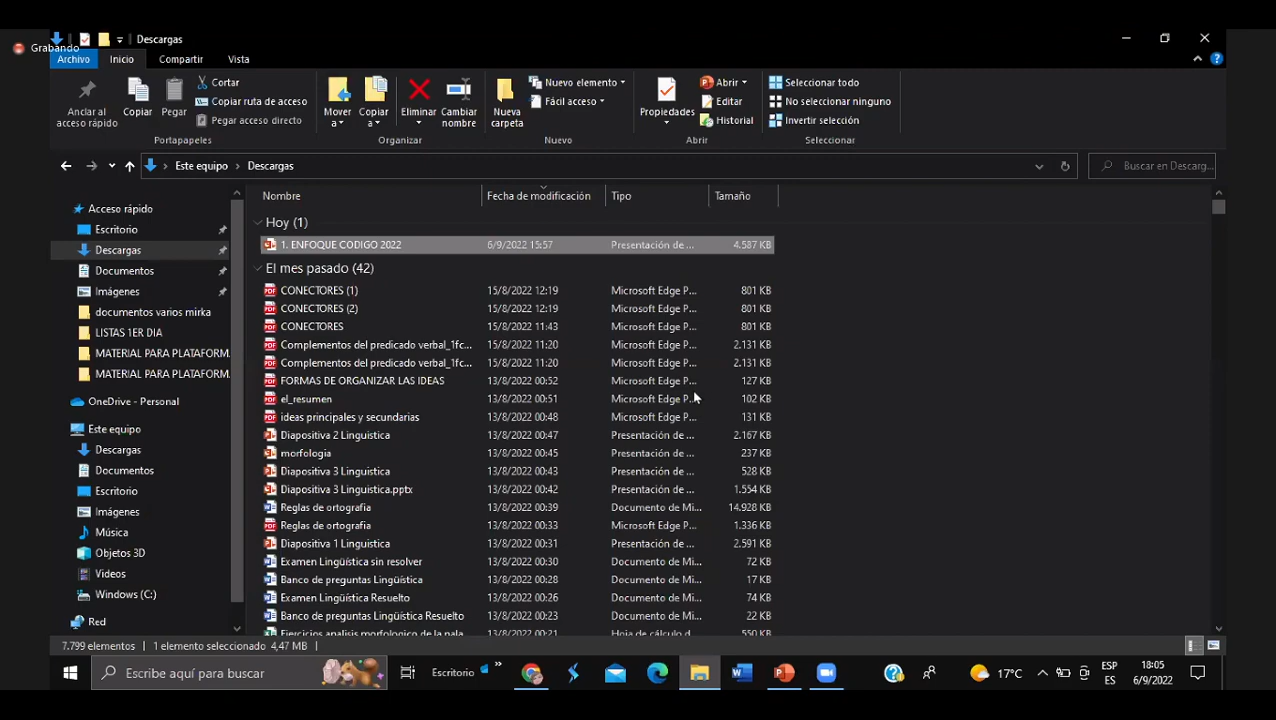 Grabando
Descargas
Archivo Inicio Compartir Vista
Anclar al acceso rápido
Copiar
Pegar
Cortar
Copiar ruta de acceso
Pegar acceso directo
Portapapeles
Mover a
Copiar a
Eliminar
Cambiar nombre
Organizar
Nueva carpeta
Nuevo elemento
Fácil acceso
Nuevo
Propiedades
Abrir
Editar
Historial
Abrir
Seleccionar todo
No seleccionar ninguno
Invertir selección
Seleccionar
Este equipo > Descargas
Buscar en Descarg...
Acceso rápido
Escritorio
Descargas
Documentos
Imágenes
documentos varios mirka
LISTAS 1ER DIA
MATERIAL PARA PLATAFORM
MATERIAL PARA PLATAFORM
OneDrive - Personal
Este equipo
Descargas
Documentos
Escritorio
Imágenes
Música
Objetos 3D
Videos
Windows (C:)
Red
Nombre Fecha de modificación Tipo Tamaño
Hoy (1)
1. ENFOQUE CODIGO 2022 6/9/2022 15:57 Presentación de ... 4.587 KB
El mes pasado (42)
CONECTORES (1) 15/8/2022 12:19 Microsoft Edge P... 801 KB
CONECTORES (2) 15/8/2022 12:19 Microsoft Edge P... 801 KB
CONECTORES 15/8/2022 11:43 Microsoft Edge P... 801 KB
Complementos del predicado verbal_1fc... 15/8/2022 11:20 Microsoft Edge P... 2.131 KB
Complementos del predicado verbal_1fc... 15/8/2022 11:20 Microsoft Edge P... 2.131 KB
FORMAS DE ORGANIZAR LAS IDEAS 13/8/2022 00:52 Microsoft Edge P... 127 KB
el_resumen 13/8/2022 00:51 Microsoft Edge P... 102 KB
ideas principales y secundarias 13/8/2022 00:48 Microsoft Edge P... 131 KB
Diapositiva 2 Linguistica 13/8/2022 00:47 Presentación de ... 2.167 KB
morfologia 13/8/2022 00:45 Presentación de ... 237 KB
Diapositiva 3 Linguistica 13/8/2022 00:43 Presentación de ... 528 KB
Diapositiva 3 Linguistica.pptx 13/8/2022 00:42 Presentación de ... 1.554 KB
Reglas de ortografia 13/8/2022 00:39 Documento de Mi... 14.928 KB
Reglas de ortografia 13/8/2022 00:33 Microsoft Edge P... 1.336 KB
Diapositiva 1 Linguistica 13/8/2022 00:31 Presentación de ... 2.591 KB
Examen Lingüística sin resolver 13/8/2022 00:30 Documento de Mi... 72 KB
Banco de preguntas Lingüística 13/8/2022 00:28 Documento de Mi... 17 KB
Examen Lingüística Resuelto 13/8/2022 00:26 Documento de Mi... 74 KB
Banco de preguntas Lingüística Resuelto 13/8/2022 00:23 Documento de Mi... 22 KB
Ejercicios analisis morfologico de la pala... 13/8/2022 00:21 Hoja de cálculo d... 550 KB
7.799 elementos 1 elemento seleccionado 4,47 MB
Escribe aquí para buscar
Escritorio
17°C
ESP
ES
18:05
6/9/2022